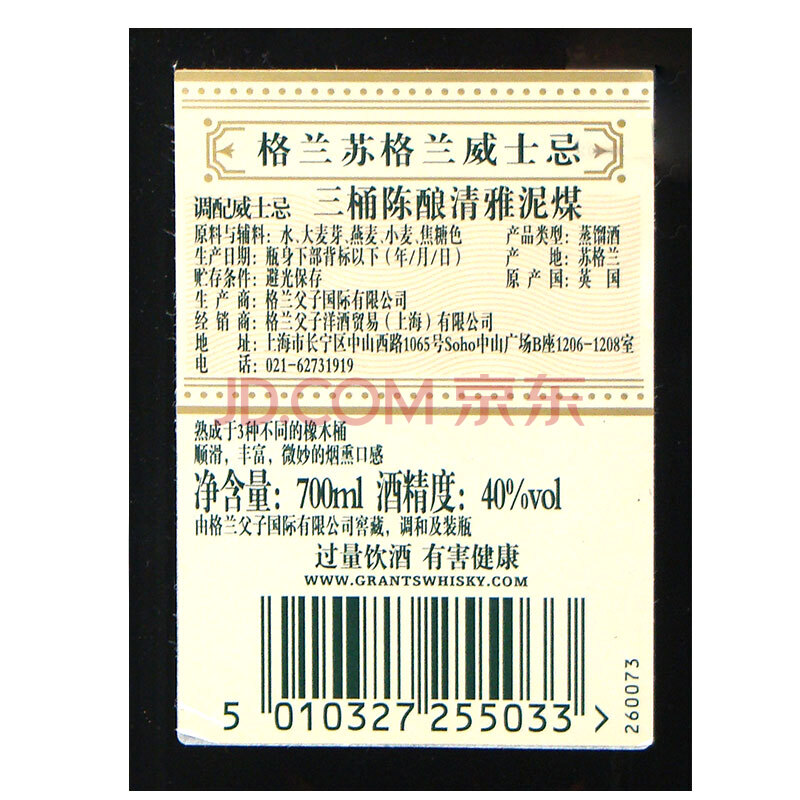 格兰苏格兰威士忌
调配威士忌 三桶陈酿清雅泥煤
原料与辅料：水、大麦芽、燕麦、小麦、焦糖色 产品类型：蒸馏酒
生产日期：瓶身下部背标以下（年/月/日） 产 地：苏格兰
贮存条件：避光保存 原产国：英 国
生 产 商：格兰父子国际有限公司
经 销 商：格兰父子洋酒贸易（上海）有限公司
地 址：上海市长宁区中山西路1065号Soho中山广场B座1206-1208室
电 话：021-62731919
JD.COM 京东
熟成于3种不同的橡木桶
顺滑，丰富，微妙的烟熏口感
净含量：700ml 酒精度：40%vol
由格兰父子国际有限公司窖藏，调和及装瓶
过量饮酒 有害健康
WWW.GRANTSWHISKY.COM
5 010327 255033 >
260073